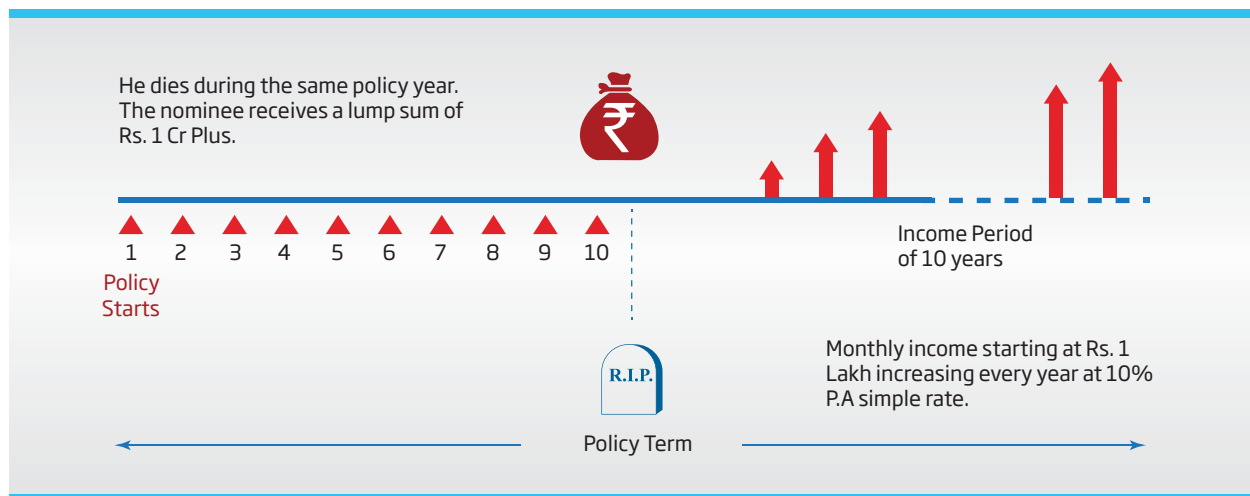 He dies during the same policy year.
The nominee receives a lump sum of
Rs. 1 Cr Plus.
₹
1 2 3 4 5 6 7 8 9 10
Policy
Starts
Income Period
of 10 years
R.I.P.
Monthly income starting at Rs. 1
Lakh increasing every year at 10%
P.A simple rate.
Policy Term